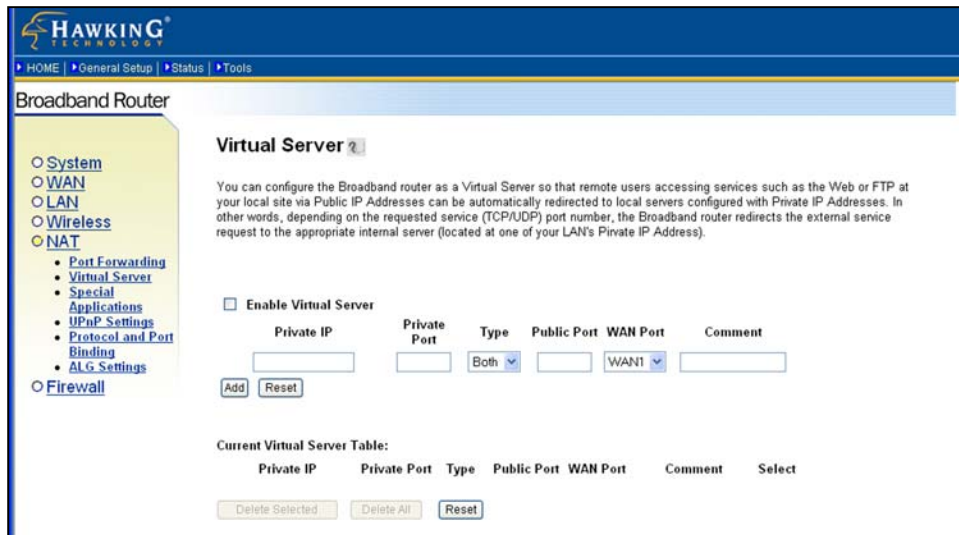 HAWKING®
TECHNOLOGY
HOME | General Setup | Status | Tools
Broadband Router
System
WAN
LAN
Wireless
NAT
Port Forwarding
Virtual Server
Special
Applications
UPnP Settings
Protocol and Port
Binding
ALG Settings
Firewall
Virtual Server ?
You can configure the Broadband router as a Virtual Server so that remote users accessing services such as the Web or FTP at
your local site via Public IP Addresses can be automatically redirected to local servers configured with Private IP Addresses. In
other words, depending on the requested service (TCP/UDP) port number, the Broadband router redirects the external service
request to the appropriate internal server (located at one of your LAN's Pirvate IP Address).
Enable Virtual Server
Private IP Private Port Type Public Port WAN Port Comment
Both WAN1
Add Reset
Current Virtual Server Table:
Private IP Private Port Type Public Port WAN Port Comment Select
Delete Selected Delete All Reset